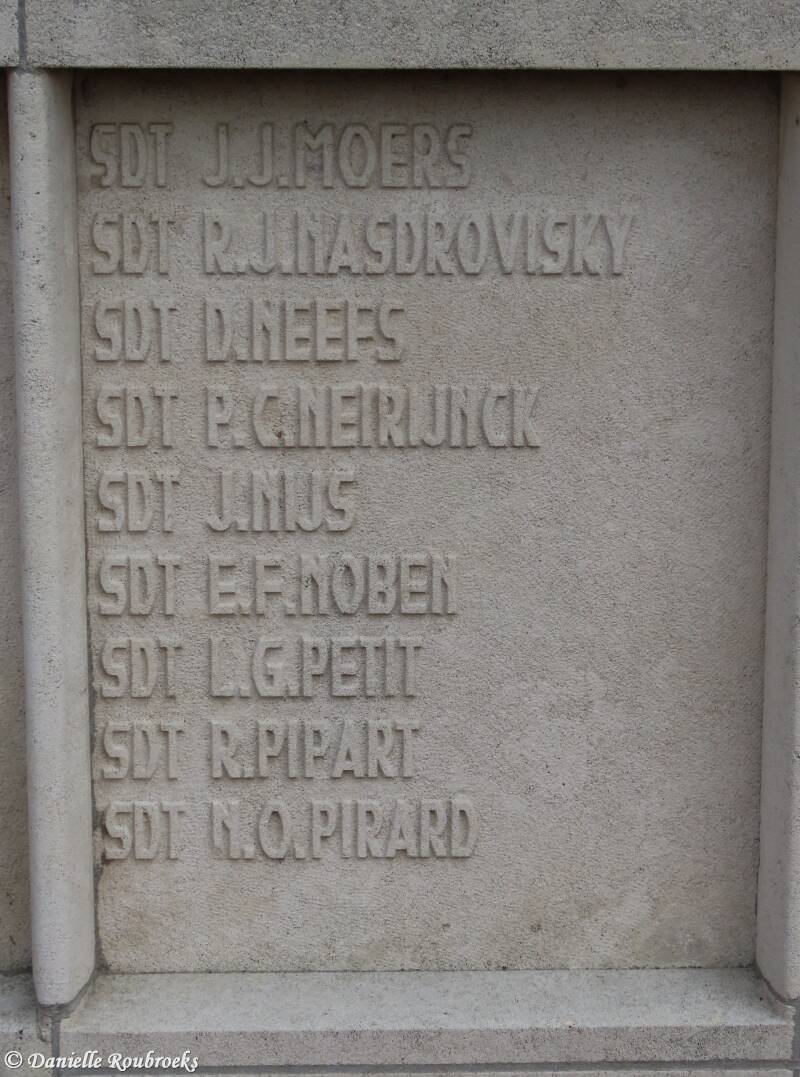 SDT J.J.MOERS
SDT R.J.NASDROVISKY
SDT D.NEEFS
SDT P.C.NEIRIJNCK
SDT J.NIJS
SDT E.F.NOBEN
SDT L.G.PETIT
SDT R.PIPART
SDT N.O.PIRARD
© Danielle Roubroeks